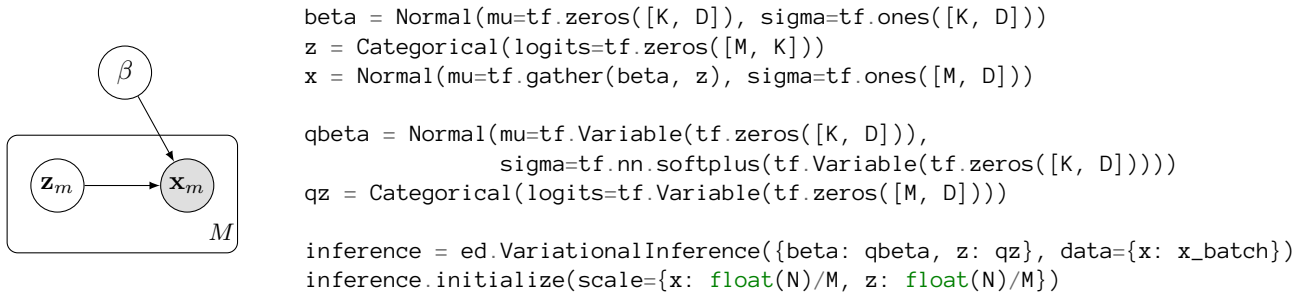 β
z_m
x_m
M
beta = Normal(mu=tf.zeros([K, D]), sigma=tf.ones([K, D]))
z = Categorical(logits=tf.zeros([M, K]))
x = Normal(mu=tf.gather(beta, z), sigma=tf.ones([M, D]))
qbeta = Normal(mu=tf.Variable(tf.zeros([K, D])),
sigma=tf.nn.softplus(tf.Variable(tf.zeros([K, D]))))
qz = Categorical(logits=tf.Variable(tf.zeros([M, D])))
inference = ed.VariationalInference({beta: qbeta, z: qz}, data={x: x_batch})
inference.initialize(scale={x: float(N)/M, z: float(N)/M})